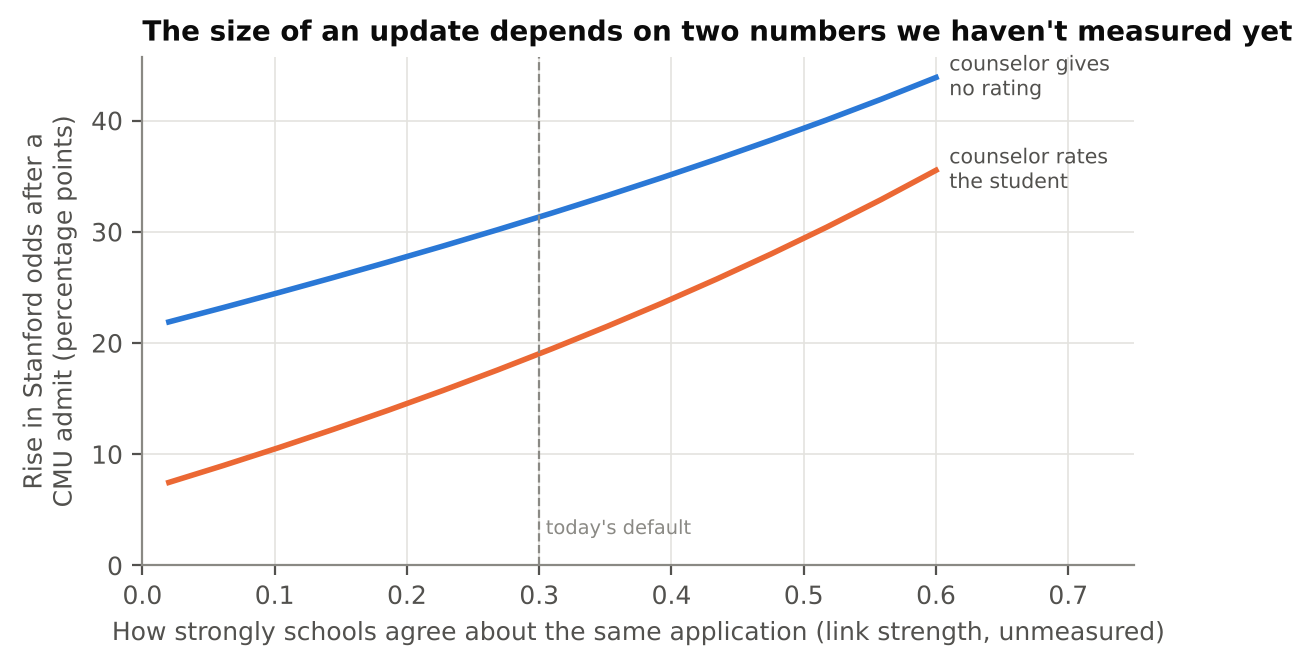 The size of an update depends on two numbers we haven't measured yet
Rise in Stanford odds after a
CMU admit (percentage points)
40
30
20
10
0
counselor gives
no rating
counselor rates
the student
today's default
0.0 0.1 0.2 0.3 0.4 0.5 0.6 0.7
How strongly schools agree about the same application (link strength, unmeasured)